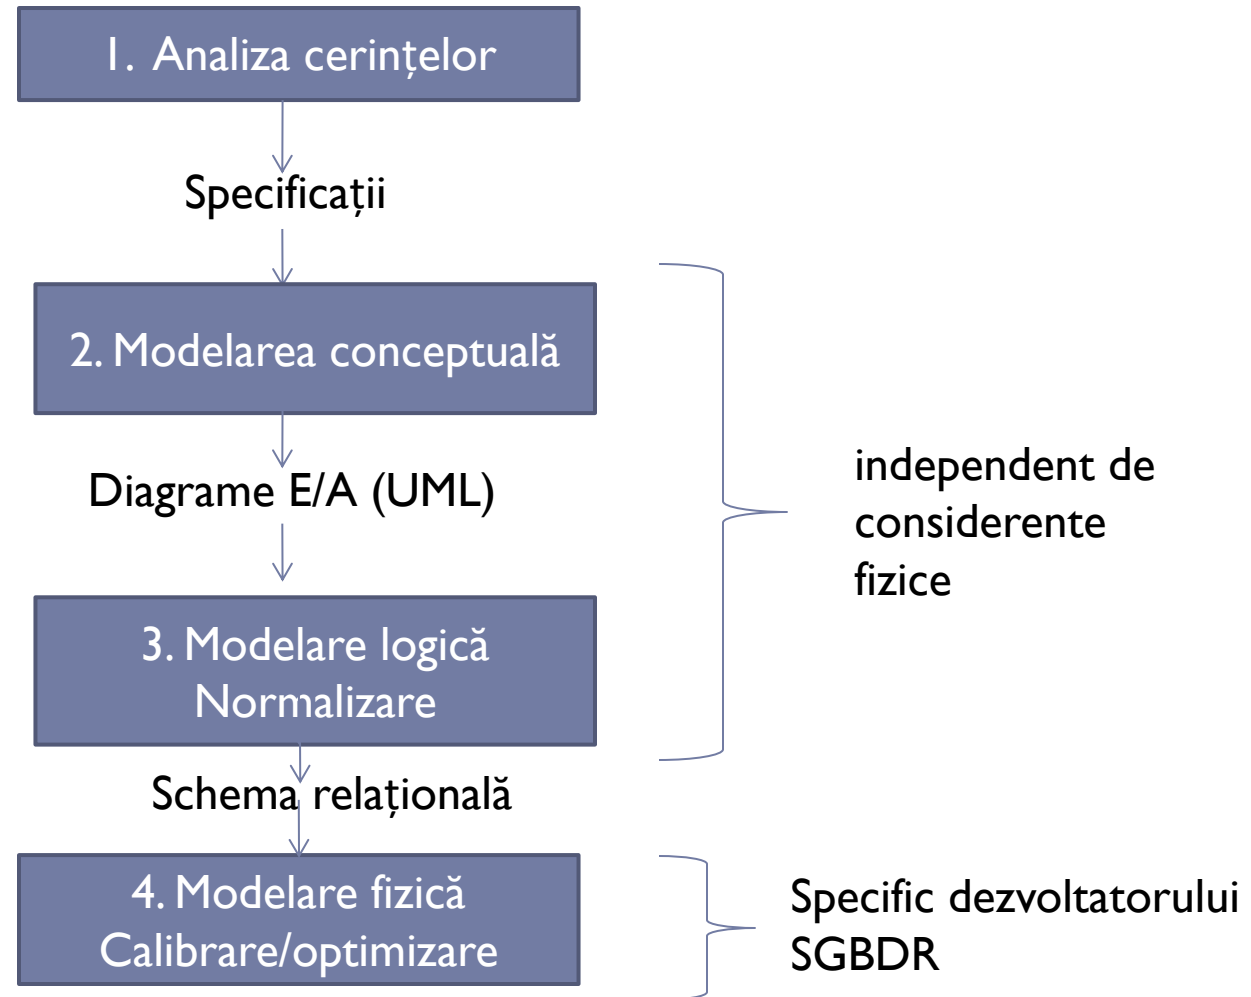 1. Analiza cerințelor
Specificații
2. Modelarea conceptuală
Diagrame E/A (UML)
independent de
considerente
fizice
3. Modelare logică
Normalizare
Schema relațională
4. Modelare fizică
Calibrare/optimizare
Specific dezvoltatorului
SGBDR